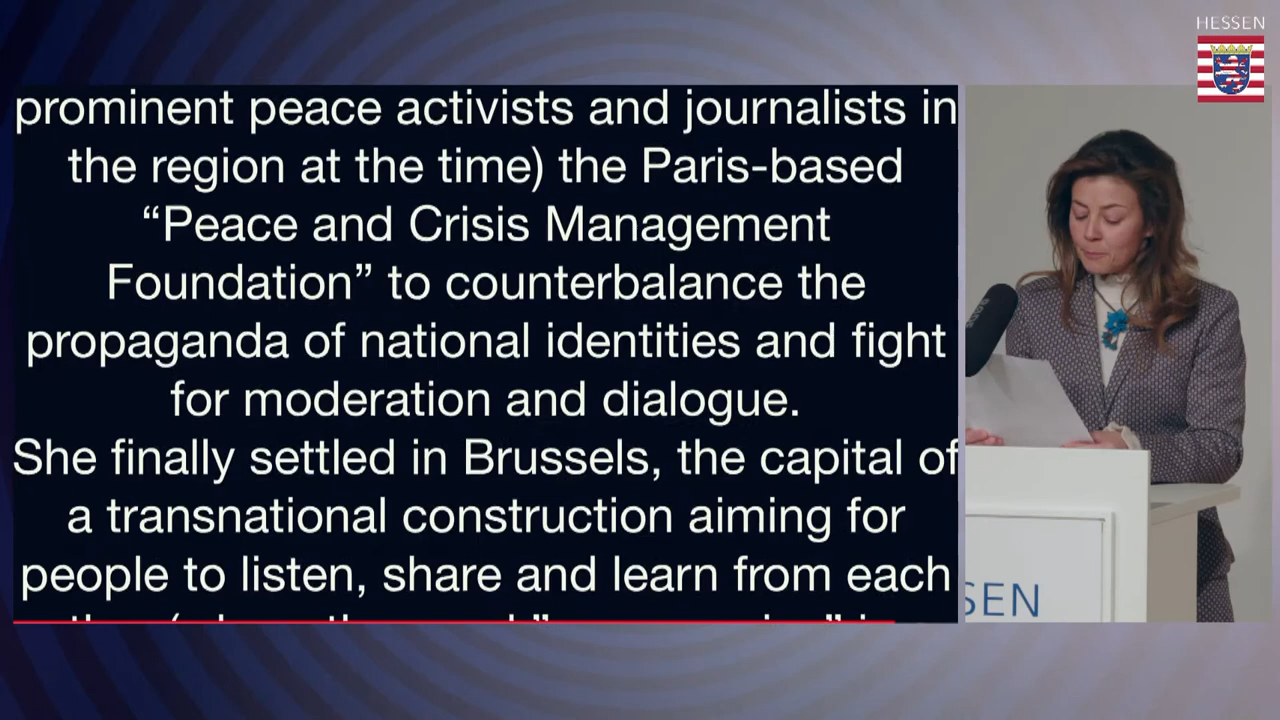 HESSEN
prominent peace activists and journalists in
the region at the time) the Paris-based
“Peace and Crisis Management
Foundation” to counterbalance the
propaganda of national identities and fight
for moderation and dialogue.
She finally settled in Brussels, the capital of
a transnational construction aiming for
people to listen, share and learn from each
SEN